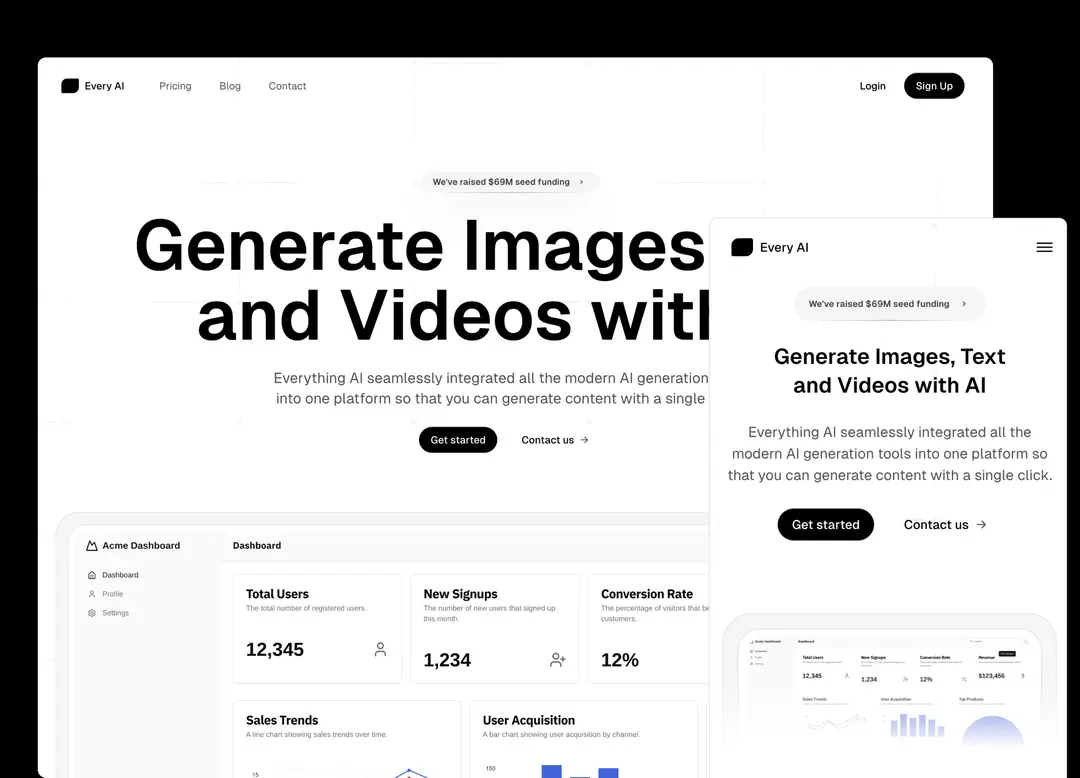 Every AI
Pricing
Blog
Contact
Login
Sign Up
We've raised $69M seed funding
Generate Images
and Videos with
Everything AI seamlessly integrated all the modern AI generation
into one platform so that you can generate content with a single
Get started
Contact us
Acme Dashboard
Dashboard
Profile
Settings
Dashboard
Total Users
The total number of registered users.
12,345
New Signups
The number of new users that signed up
this month.
1,234
Conversion Rate
The percentage of visitors that
customers.
12%
Sales Trends
A line chart showing sales trends over time.
15
User Acquisition
A bar chart showing user acquisition by channel.
150
Every AI
We've raised $69M seed funding
Generate Images, Text
and Videos with AI
Everything AI seamlessly integrated all the
modern AI generation tools into one platform so
that you can generate content with a single click.
Get started
Contact us
Acme Dashboard
Dashboard
Total Users
12,345
New Signups
1,234
Conversion Rate
12%
Revenue
$123,456
$
Sales Trends
User Acquisition
Top Products